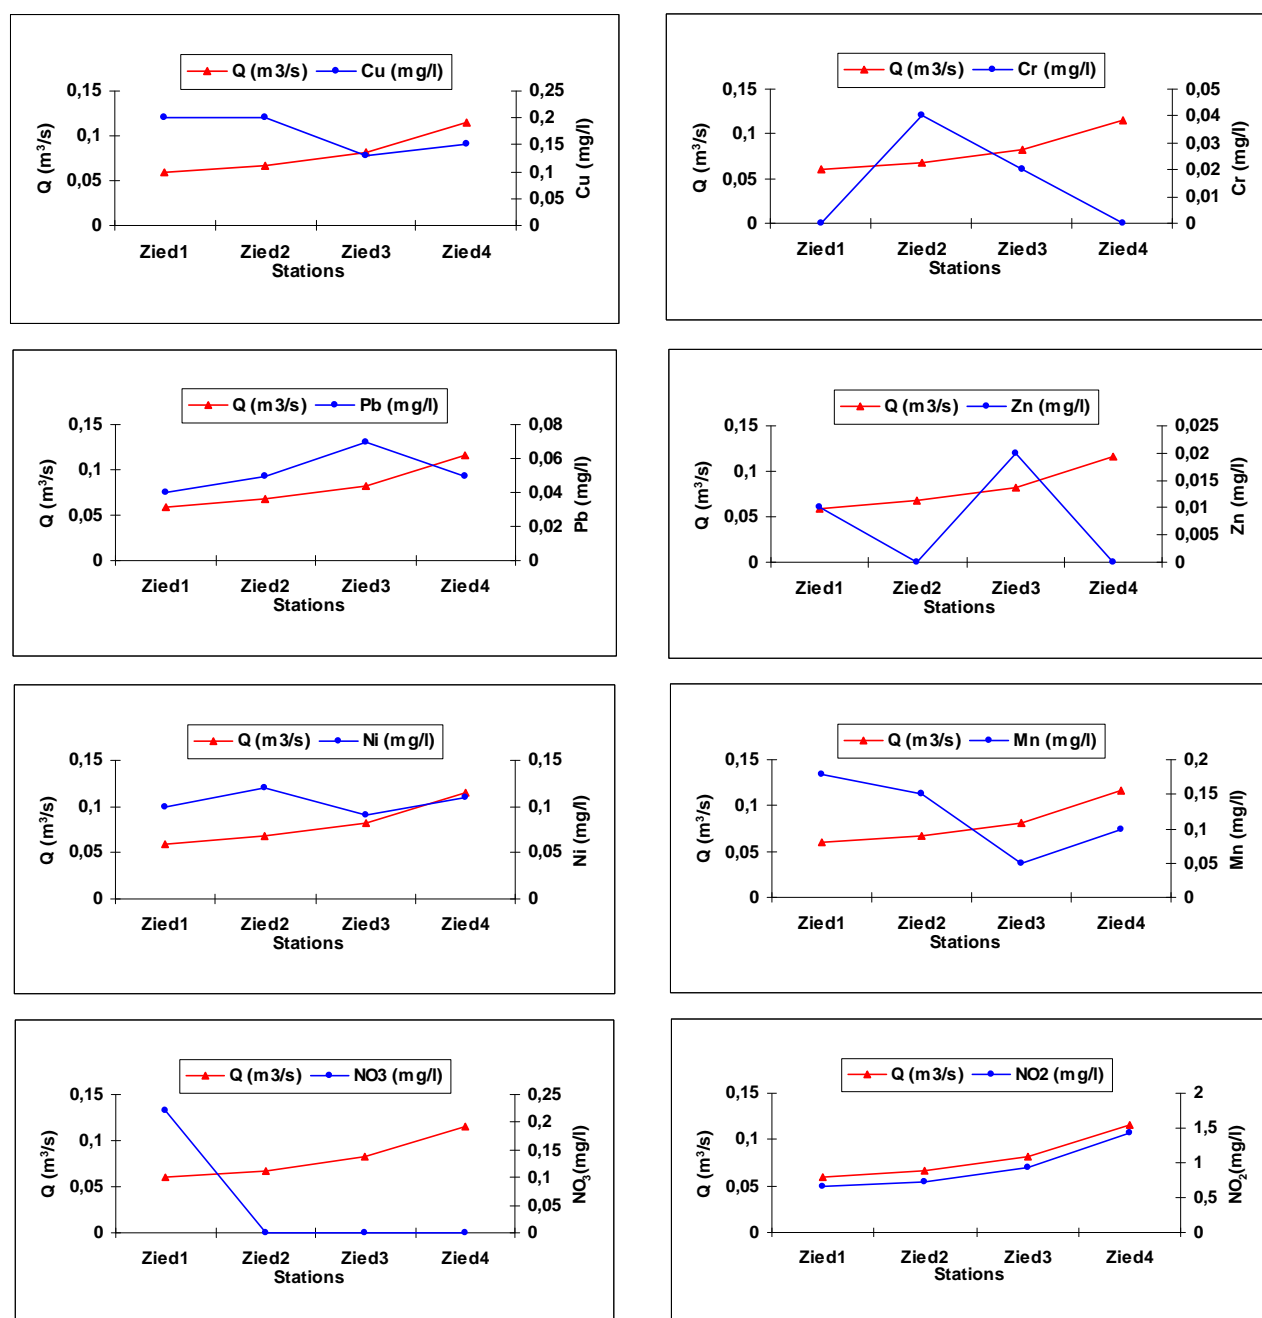 Q (m3/s) Cu (mg/l)
0,15 0,25
0,1 0,2
0,05 0,15
0 0,1
0,05
0
Q (m³/s)
Cu (mg/l)
Zied1 Zied2 Zied3 Zied4
Stations
Q (m3/s) Cr (mg/l)
0,15 0,05
0,1 0,04
0,05 0,03
0 0,02
0,01
0
Q (m³/s)
Cr (mg/l)
Zied1 Zied2 Zied3 Zied4
Stations
Q (m3/s) Pb (mg/l)
0,15 0,08
0,1 0,06
0,05 0,04
0 0,02
0
Q (m³/s)
Pb (mg/l)
Zied1 Zied2 Zied3 Zied4
Stations
Q (m3/s) Zn (mg/l)
0,15 0,025
0,1 0,02
0,05 0,015
0 0,01
0,005
0
Q (m³/s)
Zn (mg/l)
Zied1 Zied2 Zied3 Zied4
Stations
Q (m3/s) Ni (mg/l)
0,15 0,15
0,1 0,1
0,05 0,05
0 0
Q (m³/s)
Ni (mg/l)
Zied1 Zied2 Zied3 Zied4
Stations
Q (m3/s) Mn (mg/l)
0,15 0,2
0,1 0,15
0,05 0,1
0 0,05
0
Q (m³/s)
Mn (mg/l)
Zied1 Zied2 Zied3 Zied4
Stations
Q (m3/s) NO3 (mg/l)
0,15 0,25
0,1 0,2
0,05 0,15
0 0,1
0,05
0
Q (m³/s)
NO₃(mg/l)
Zied1 Zied2 Zied3 Zied4
Stations
Q (m3/s) NO2 (mg/l)
0,15 2
0,1 1,5
0,05 1
0 0,5
0
Q (m³/s)
NO₂(mg/l)
Zied1 Zied2 Zied3 Zied4
Stations